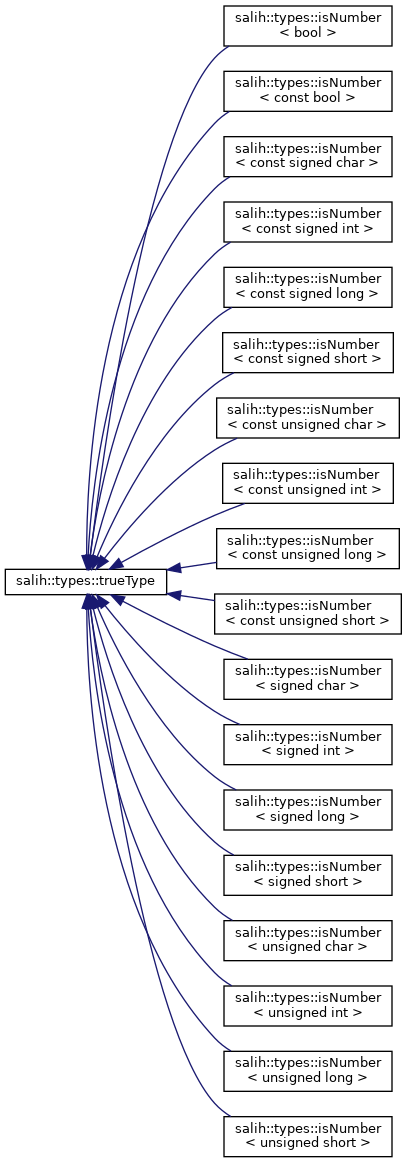 salih::types::isNumber
< bool >
salih::types::isNumber
< const bool >
salih::types::isNumber
< const signed char >
salih::types::isNumber
< const signed int >
salih::types::isNumber
< const signed long >
salih::types::isNumber
< const signed short >
salih::types::isNumber
< const unsigned char >
salih::types::isNumber
< const unsigned int >
salih::types::isNumber
< const unsigned long >
salih::types::trueType
salih::types::isNumber
< const unsigned short >
salih::types::isNumber
< signed char >
salih::types::isNumber
< signed int >
salih::types::isNumber
< signed long >
salih::types::isNumber
< signed short >
salih::types::isNumber
< unsigned char >
salih::types::isNumber
< unsigned int >
salih::types::isNumber
< unsigned long >
salih::types::isNumber
< unsigned short >